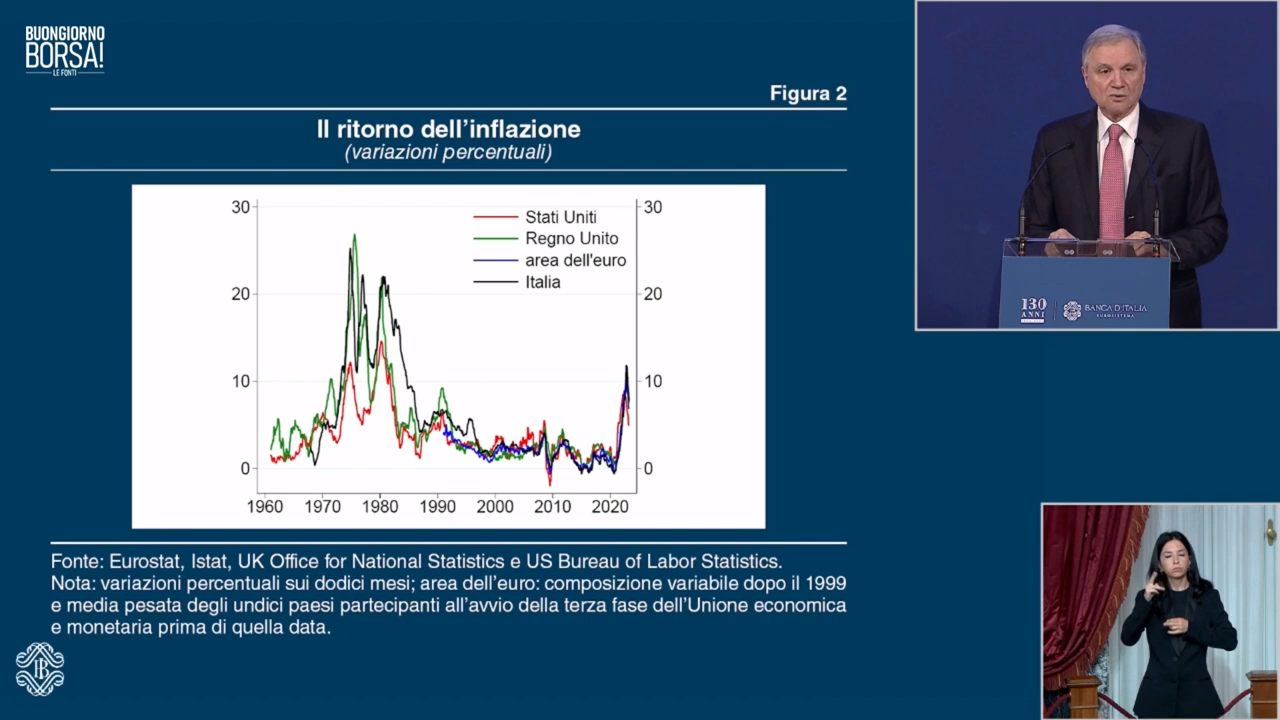 BUONGIORNO
BORSA!
LE FONTI
Figura 2
Il ritorno dell'inflazione
(variazioni percentuali)
30
20
10
0
Stati Uniti
Regno Unito
area dell'euro
Italia
30
20
10
0
1960 1970 1980 1990 2000 2010 2020
Fonte: Eurostat, Istat, UK Office for National Statistics e US Bureau of Labor Statistics.
Nota: variazioni percentuali sui dodici mesi; area dell'euro: composizione variabile dopo il 1999
e media pesata degli undici paesi partecipanti all'avvio della terza fase dell'Unione economica
e monetaria prima di quella data.
130
ANNI
BANCA D'ITALIA
EUROSISTEMA